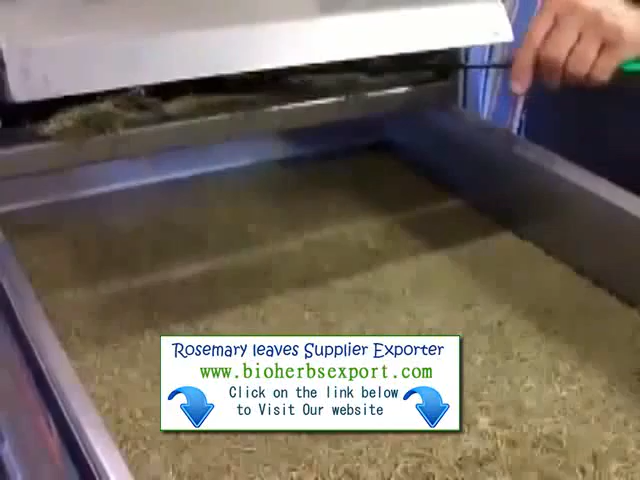 Rosemary leaves Supplier Exporter
www.bioherbsexport.com
Click on the link below
to Visit Our website